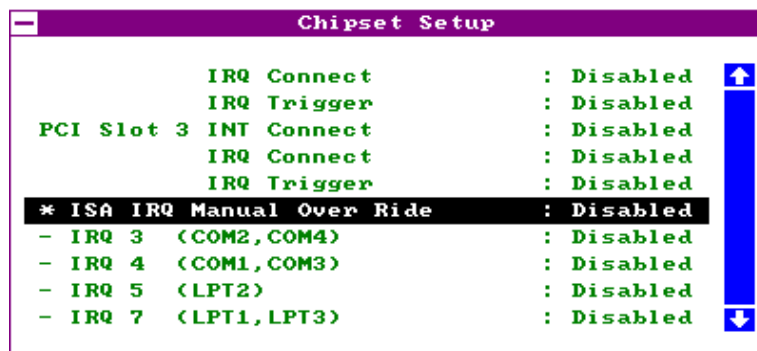 Chipset Setup
IRQ Connect : Disabled
IRQ Trigger : Disabled
PCI Slot 3 INT Connect : Disabled
IRQ Connect : Disabled
IRQ Trigger : Disabled
* ISA IRQ Manual Over Ride : Disabled
- IRQ 3 (COM2,COM4) : Disabled
- IRQ 4 (COM1,COM3) : Disabled
- IRQ 5 (LPT2) : Disabled
- IRQ 7 (LPT1,LPT3) : Disabled